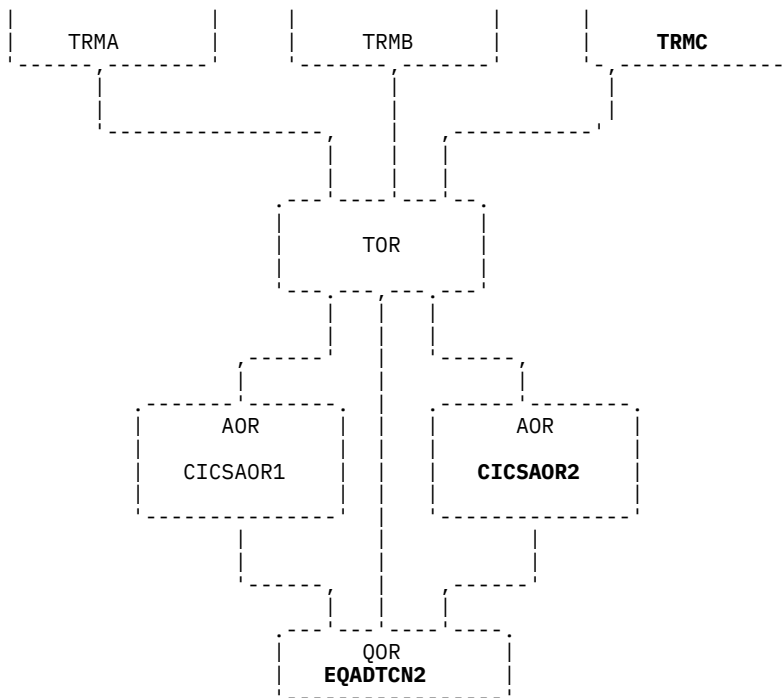 TRMA TRMB TRMC
TOR
AOR AOR
CICSAOR1 CICSAOR2
QOR
EQADTCN2